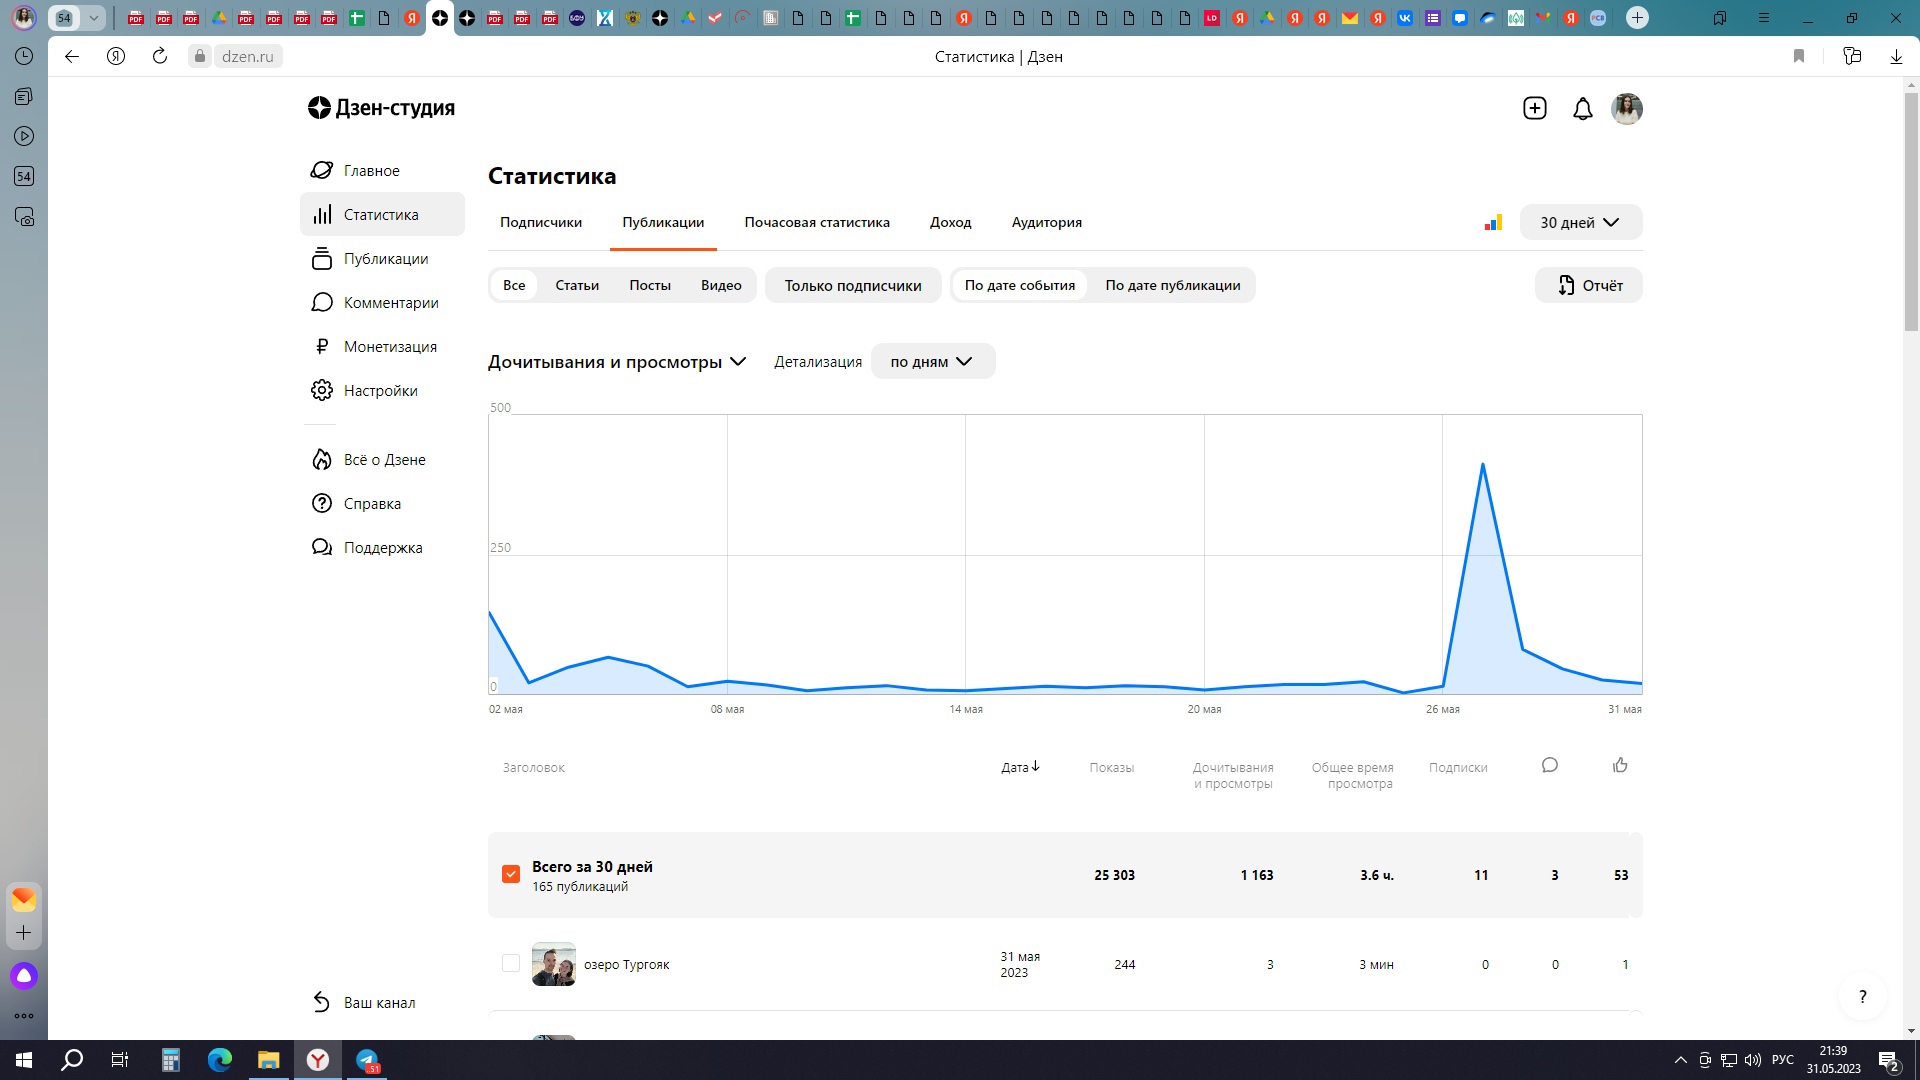 54
dzen.ru
Статистика | Дзен
54
Дзен-студия
Главное
Статистика
Публикации
Комментарии
Монетизация
Настройки
Всё о Дзене
Справка
Поддержка
Ваш канал
Статистика
Подписчики Публикации Почасовая статистика Доход Аудитория
30 дней
Все Статьи Посты Видео Только подписчики По дате события По дате публикации
Отчёт
Дочитывания и просмотры Детализация по дням
500
250
0
02 мая 08 мая 14 мая 20 мая 26 мая 31 мая
Заголовок Дата↓ Показы Дочитывания и просмотры Общее время просмотра Подписки
Всего за 30 дней
165 публикаций
25 303 1 163 3.6 ч. 11 3 53
озеро Тургояк 31 мая 2023 244 3 3 мин 0 0 1
?
51
РУС
21:39
31.05.2023
2